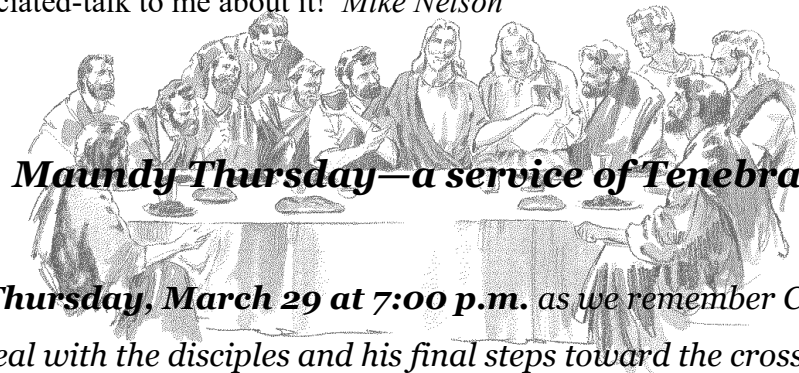 ciated-talk to me about it! Mike Nelson
Maundy Thursday—a service of Tenebra
Thursday, March 29 at 7:00 p.m. as we remember C
eal with the disciples and his final steps toward the cross